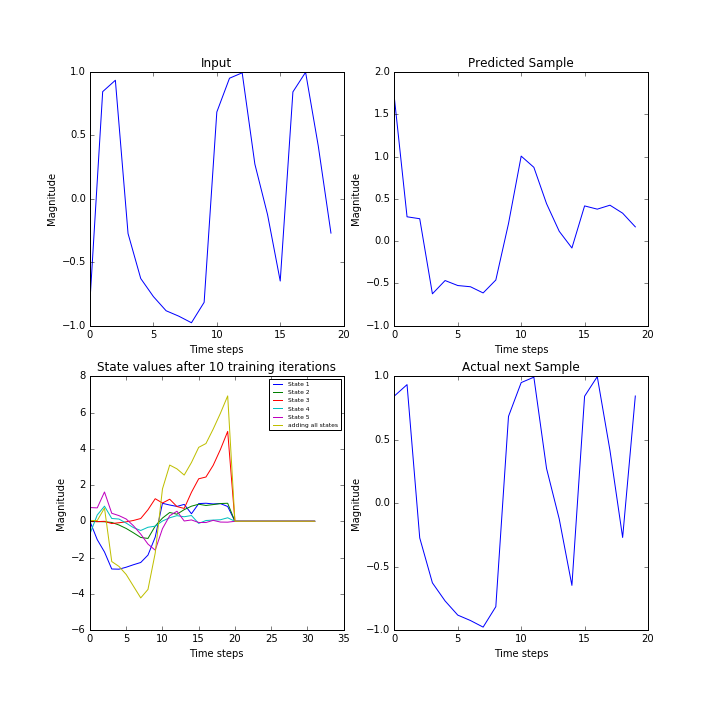 Input
1.0
0.5
0.0
−0.5
−1.0
Magnitude
0 5 10 15 20
Time steps
Predicted Sample
2.0
1.5
1.0
0.5
0.0
−0.5
−1.0
Magnitude
0 5 10 15 20
Time steps
State values after 10 training iterations
8
6
4
2
0
−2
−4
−6
Magnitude
State 1
State 2
State 3
State 4
State 5
adding all states
0 5 10 15 20 25 30 35
Time steps
Actual next Sample
1.0
0.5
0.0
−0.5
−1.0
Magnitude
0 5 10 15 20
Time steps